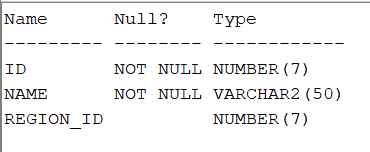 Name      Null?    Type
--------- -------- ------------
ID        NOT NULL NUMBER(7)
NAME      NOT NULL VARCHAR2(50)
REGION_ID          NUMBER(7)